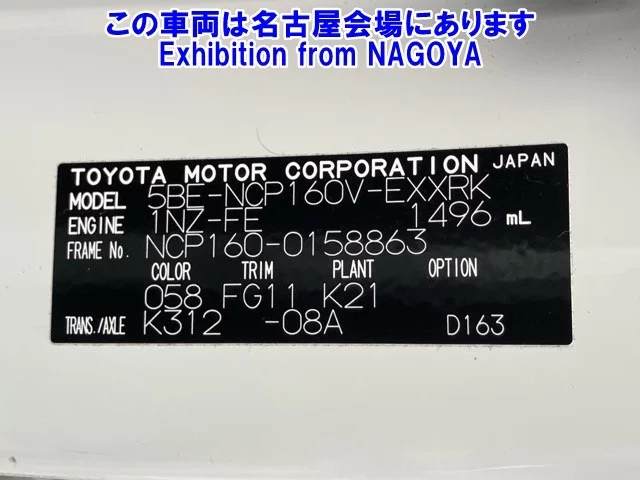 この車両は名古屋会場にあります
Exhibition from NAGOYA
TOYOTA MOTOR CORPORATION JAPAN
MODEL 5BE-NCP160V-EXXRK
ENGINE 1NZ-FE 1496 mL
FRAME No. NCP160-0158863
COLOR TRIM PLANT OPTION
058 FG11 K21
TRANS./AXLE K312 -08A D163